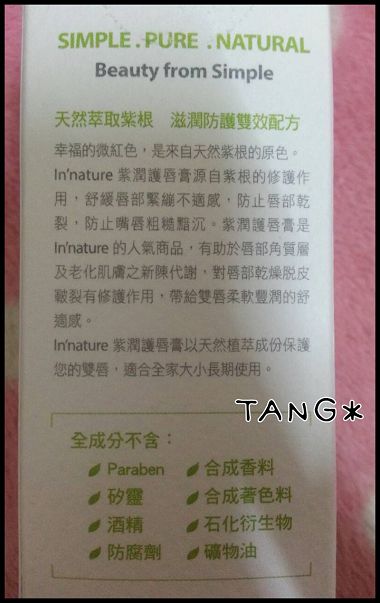 SIMPLE . PURE . NATURAL
Beauty from Simple
天然萃取紫根 滋潤防護雙效配方
幸福的微紅色，是來自天然紫根的原色。
In'nature 紫潤護唇膏源自紫根的修護作
用，舒緩唇部緊繃不適感，防止唇部乾
裂，防止嘴唇粗糙黯沉。紫潤護唇膏是
In'nature 的人氣商品，有助於唇部角質層
及老化肌膚之新陳代謝，對唇部乾燥脫皮
皸裂有修護作用，帶給雙唇柔軟豐潤的舒
適感。
In'nature 紫潤護唇膏以天然植萃成份保護
您的雙唇，適合全家大小長期使用。
TANG*
全成分不含：
Paraben 合成香料
矽靈 合成著色料
酒精 石化衍生物
防腐劑 礦物油